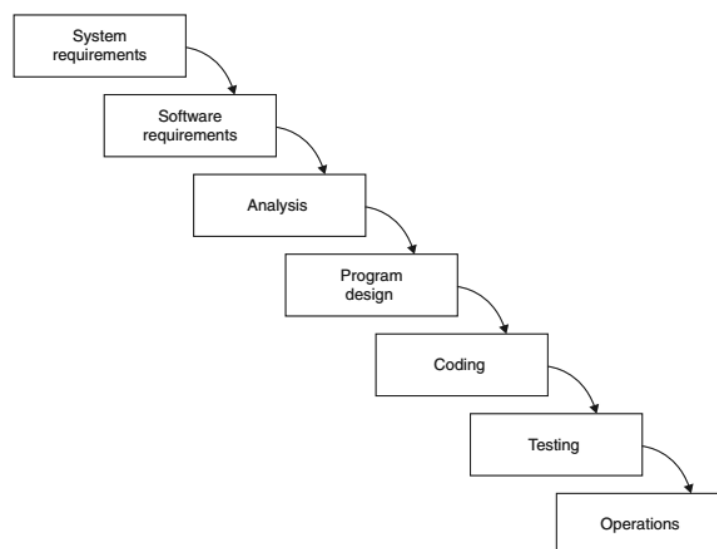 System
requirements
Software
requirements
Analysis
Program
design
Coding
Testing
Operations